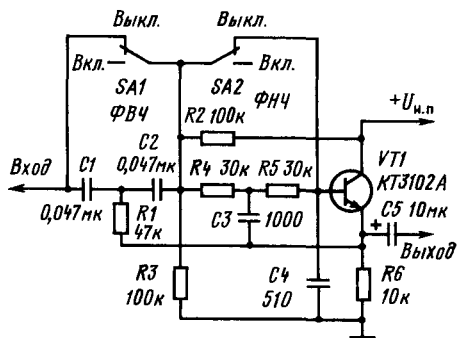 Выкл. Выкл.
Вкл. Вкл.
SA1 SA2
ФВЧ ФНЧ
R2 100к
+Uи.п
Вход
C1
0,047мк
C2
0,047мк
R4 30к R5 30к
VT1
КТ3102А
C5 10мк
+
R1
47к
C3 1000
Выход
R3
100к
C4
510
R6
10к